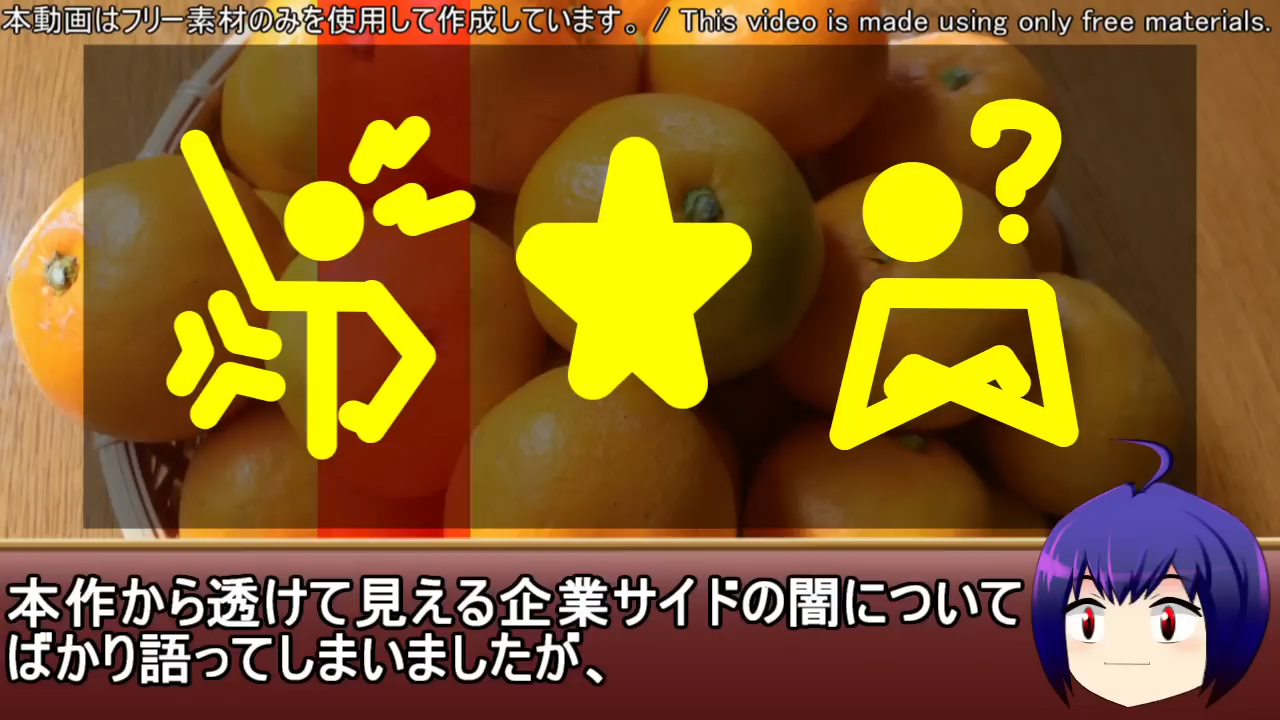 本動画はフリー素材のみを使用して作成しています。 / This video is made using only free materials.
本作から透けて見える企業サイドの闇について
ばかり語ってしまいましたが、